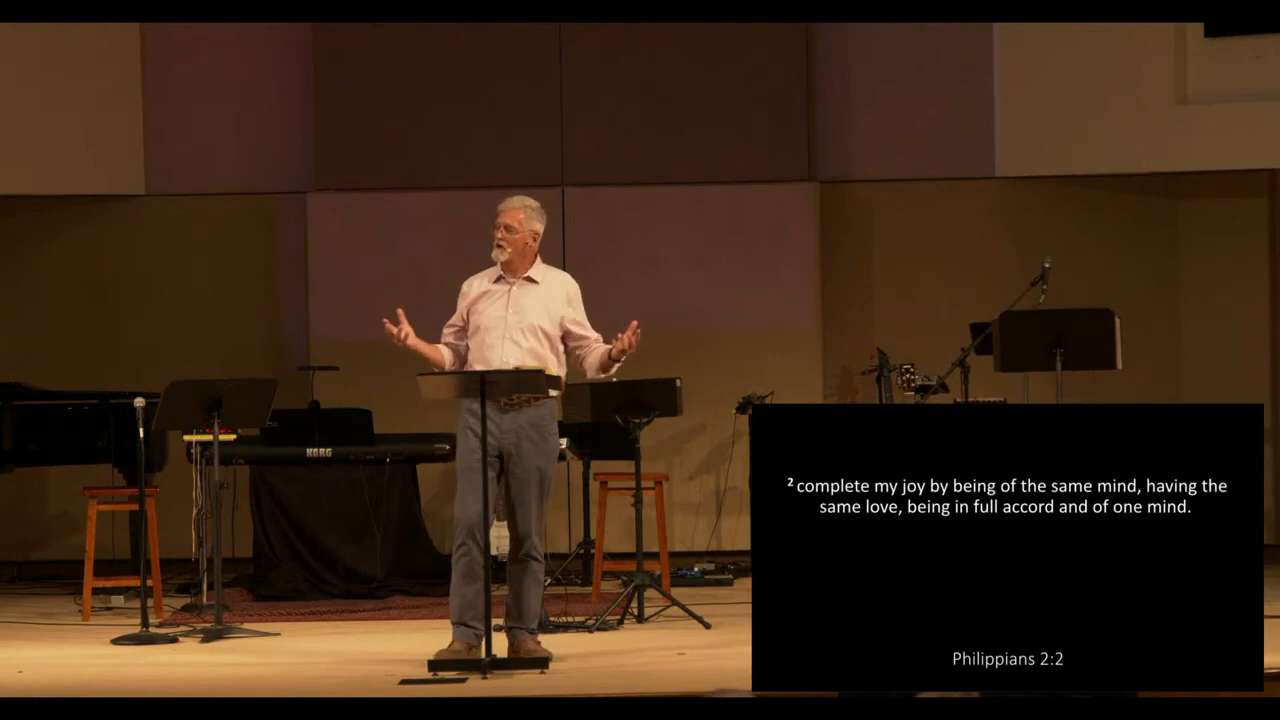 KORG
² complete my joy by being of the same mind, having the
same love, being in full accord and of one mind.
Philippians 2:2